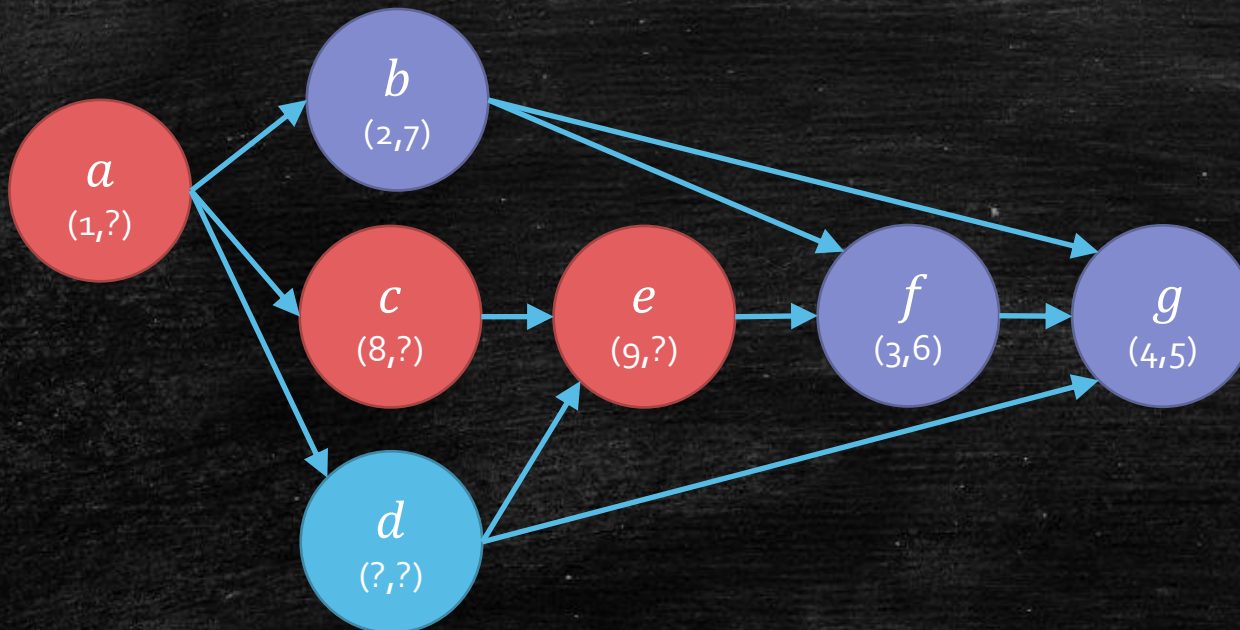 a
(1,?)
b
(2,7)
c
(8,?)
d
(?,?)
e
(9,?)
f
(3,6)
g
(4,5)